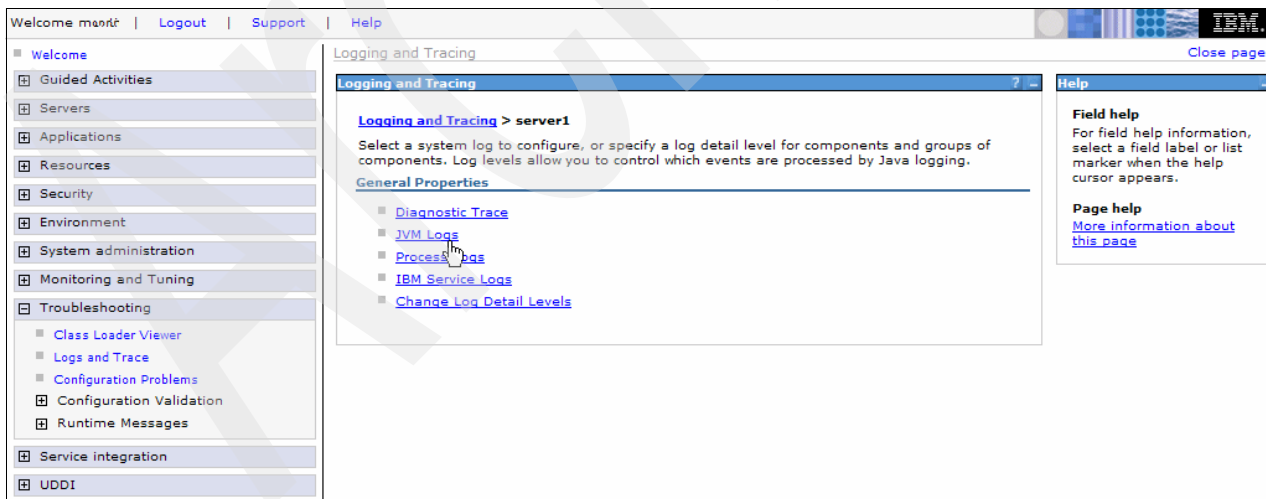 Welcome | Logout | Support | Help
IBM.
Welcome
Guided Activities
Servers
Applications
Resources
Security
Environment
System administration
Monitoring and Tuning
Troubleshooting
Class Loader Viewer
Logs and Trace
Configuration Problems
Configuration Validation
Runtime Messages
Service integration
UDDI
Logging and Tracing
Close page
Logging and Tracing ? –
Logging and Tracing > server1
Select a system log to configure, or specify a log detail level for components and groups of
components. Log levels allow you to control which events are processed by Java logging.
General Properties
Diagnostic Trace
JVM Logs
Process Logs
IBM Service Logs
Change Log Detail Levels
Help
Field help
For field help information,
select a field label or list
marker when the help
cursor appears.
Page help
More information about
this page